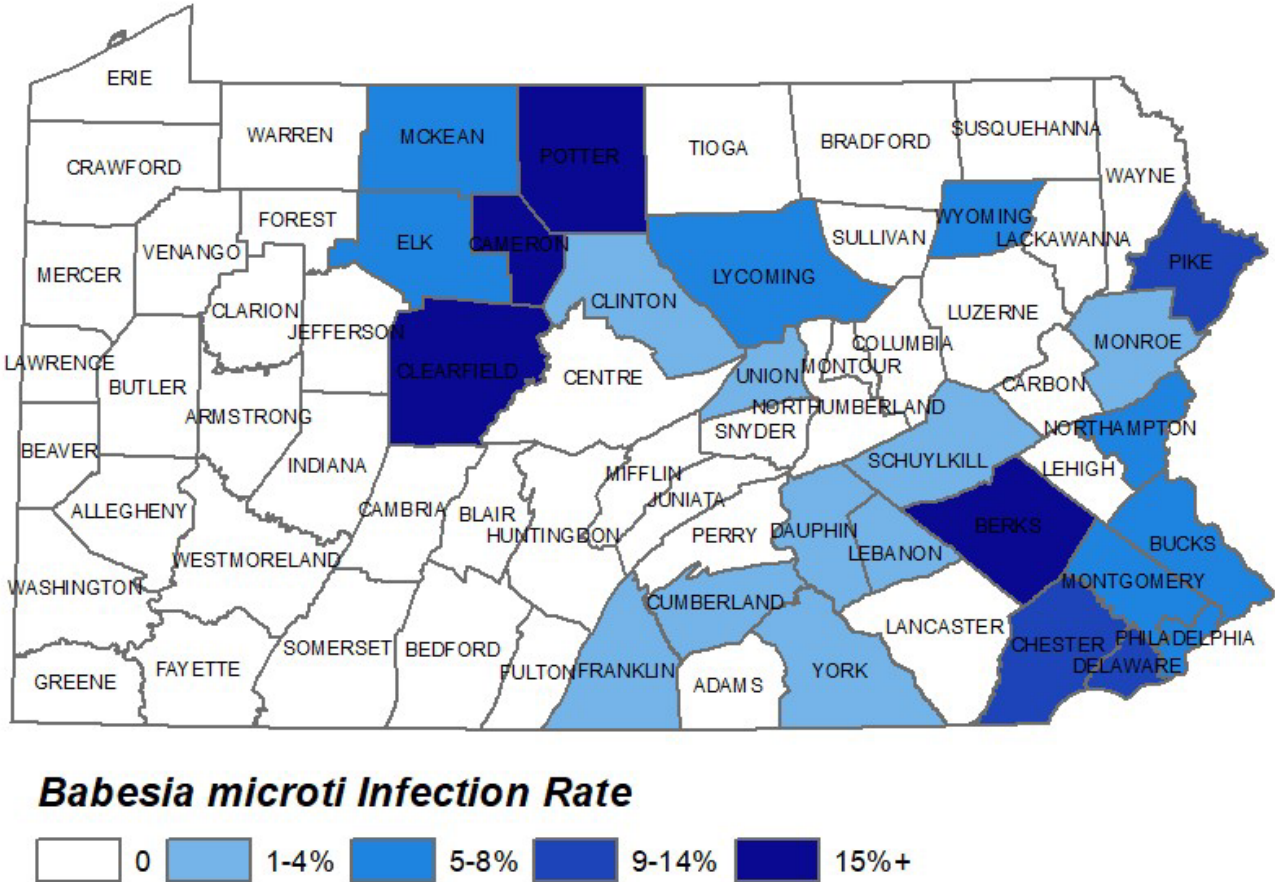 ERIE
WARREN
MCKEAN
POTTER
TIOGA
BRADFORD
SUSQUEHANNA
CRAWFORD
WAYNE
FOREST
VENANGO
ELK
CAMERON
SULLIVAN
WYOMING
LACKAWANNA
MERCER
CLARION
CLINTON
LYCOMING
PIKE
JEFFERSON
LUZERNE
LAWRENCE
BUTLER
CLEARFIELD
CENTRE
UNION
MONTOUR
COLUMBIA
MONROE
CARBON
ARMSTRONG
NORTHUMBERLAND
SNYDER
NORTHAMPTON
BEAVER
INDIANA
MIFFLIN
SCHUYLKILL
LEHIGH
ALLEGHENY
CAMBRIA
BLAIR
JUNIATA
HUNTINGDON
PERRY
DAUPHIN
BERKS
WESTMORELAND
LEBANON
BUCKS
WASHINGTON
MONTGOMERY
CUMBERLAND
LANCASTER
SOMERSET
BEDFORD
CHESTER
PHILADELPHIA
GREENE
FAYETTE
FULTON
FRANKLIN
ADAMS
YORK
DELAWARE
Babesia microti Infection Rate
0 1-4% 5-8% 9-14% 15%+